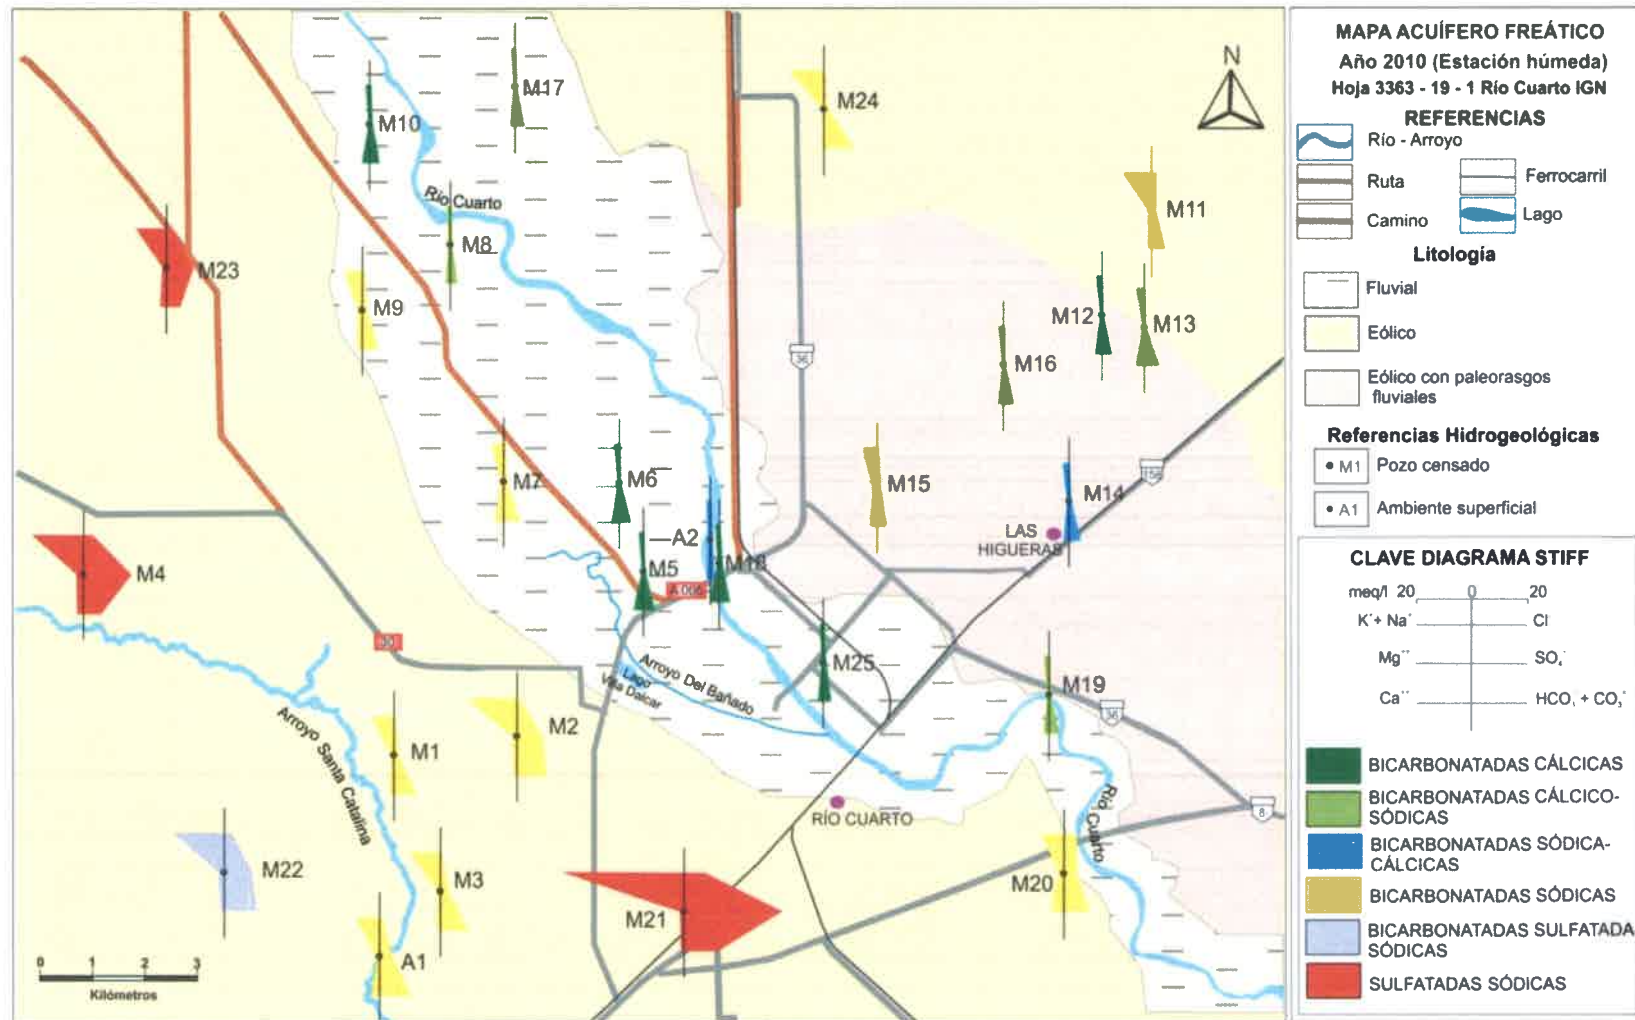 MAPA ACUÍFERO FREÁTICO
Año 2010 (Estación húmeda)
Hoja 3363 - 19 - 1 Río Cuarto IGN
REFERENCIAS
Río - Arroyo
Ruta
Ferrocarril
Camino
Lago
Litología
Fluvial
Eólico
Eólico con paleorasgos
fluviales
Referencias Hidrogeológicas
M1 Pozo censado
A1 Ambiente superficial
CLAVE DIAGRAMA STIFF
meq/l 20 0 20
K⁺+ Na⁺ Cl
Mg⁺⁺ SO₄
Ca⁺⁺ HCO₃ + CO₃
BICARBONATADAS CÁLCICAS
BICARBONATADAS CÁLCICO-
SÓDICAS
BICARBONATADAS SÓDICA-
CÁLCICAS
BICARBONATADAS SÓDICAS
BICARBONATADAS SULFATADA
SÓDICAS
SULFATADAS SÓDICAS
N
M17
M24
M10
Río Cuarto
M11
M8
M23
M9
M12
M13
36
M16
M7
M6
M15
M14
158
LAS
HIGUERAS
A2
M5
M18
A 005
M4
30
Arroyo Del Bañado
Lago
Villa Dalcar
M25
M19
36
Arroyo Santa Catalina
M1
M2
RÍO CUARTO
Río Cuarto
8
M22
M3
M20
M21
A1
0 1 2 3
Kilómetros